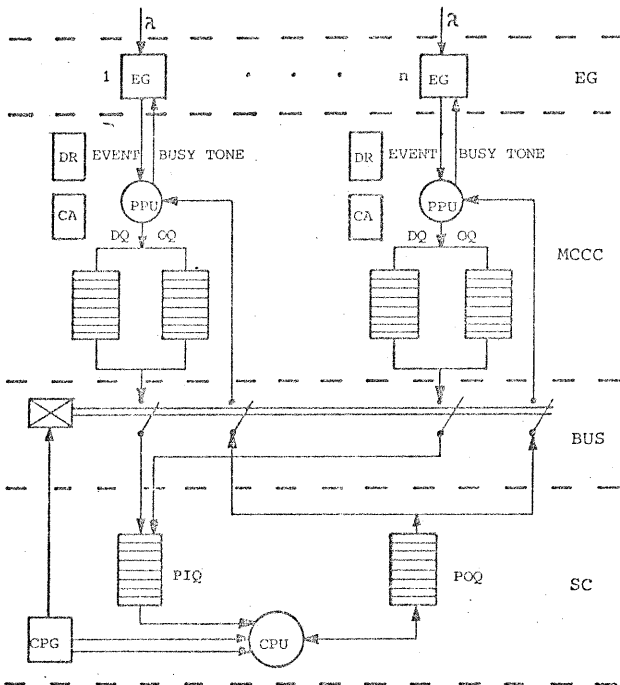 λ λ
1 EG . . . n EG EG
DR EVENT BUSY TONE DR EVENT BUSY TONE
CA PPU CA PPU
DQ OQ DQ OQ
MCCC
BUS
PIQ POQ
SC
CPG CPU